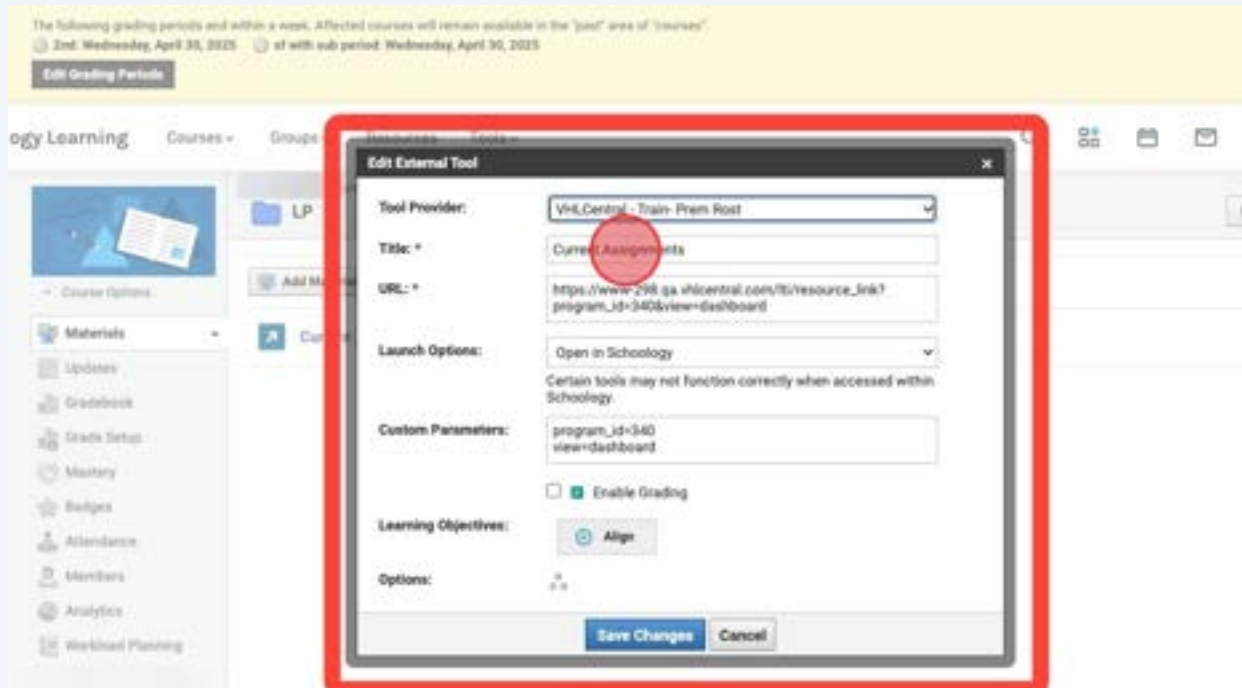 The following grading periods end within a week. Affected courses will remain available in the "past" area of "courses".
2nd: Wednesday, April 30, 2025 st with sub period: Wednesday, April 30, 2025
Edit Grading Periods
ogy Learning Courses Groups Resources Tools
Edit External Tool
LP
Tool Provider: VHLCentral - Train- Prem Rost
Title: * Current Assignments
Course Options
Add
URL: * https://www-298.qa.vhlcentral.com/lti/resource_link?
program_id=340&view=dashboard
Materials
Launch Options: Open in Schoology
Updates
Certain tools may not function correctly when accessed within
Schoology.
Gradebook
Custom Parameters: program_id=340
view=dashboard
Grade Setup
Mastery
Enable Grading
Badges
Learning Objectives: Align
Attendance
Members
Options:
Analytics
Workload Planning
Save Changes Cancel